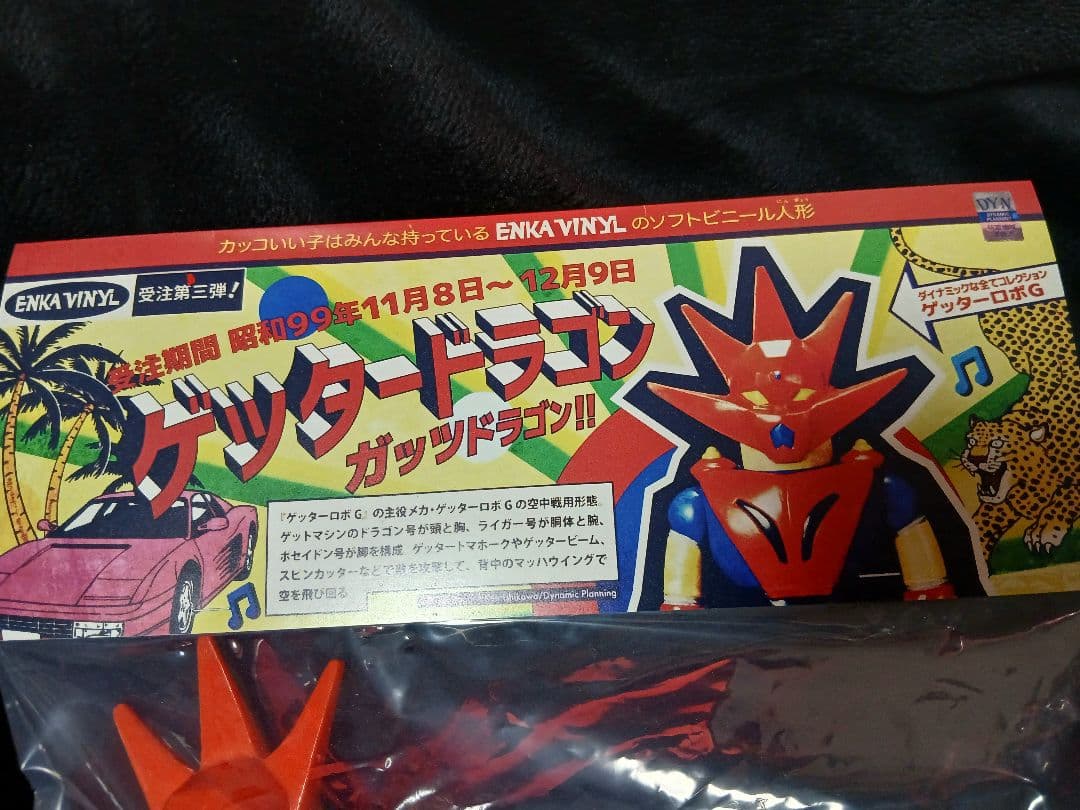 カッコいい子はみんな持っている ENKA VINYL のソフトビニール人形
にんぎょう
DYN
DYNAMIC
PLANNING
ENKA VINYL
受注第三弾!
受注期間 昭和99年11月8日〜12月9日
ゲッタードラゴン
ガッツドラゴン!!
ダイナミックな全てコレクション
ゲッターロボG
『ゲッターロボG』の主役メカ・ゲッターロボGの空中戦用形態。
ゲットマシンのドラゴン号が頭と胸、ライガー号が胴体と腕、
ポセイドン号が脚を構成。ゲッタートマホークやゲッタービーム、
スピンカッターなどで敵を攻撃して、背中のマッハウイングで
空を飛び回る。
Ishikawa/Dynamic Planning